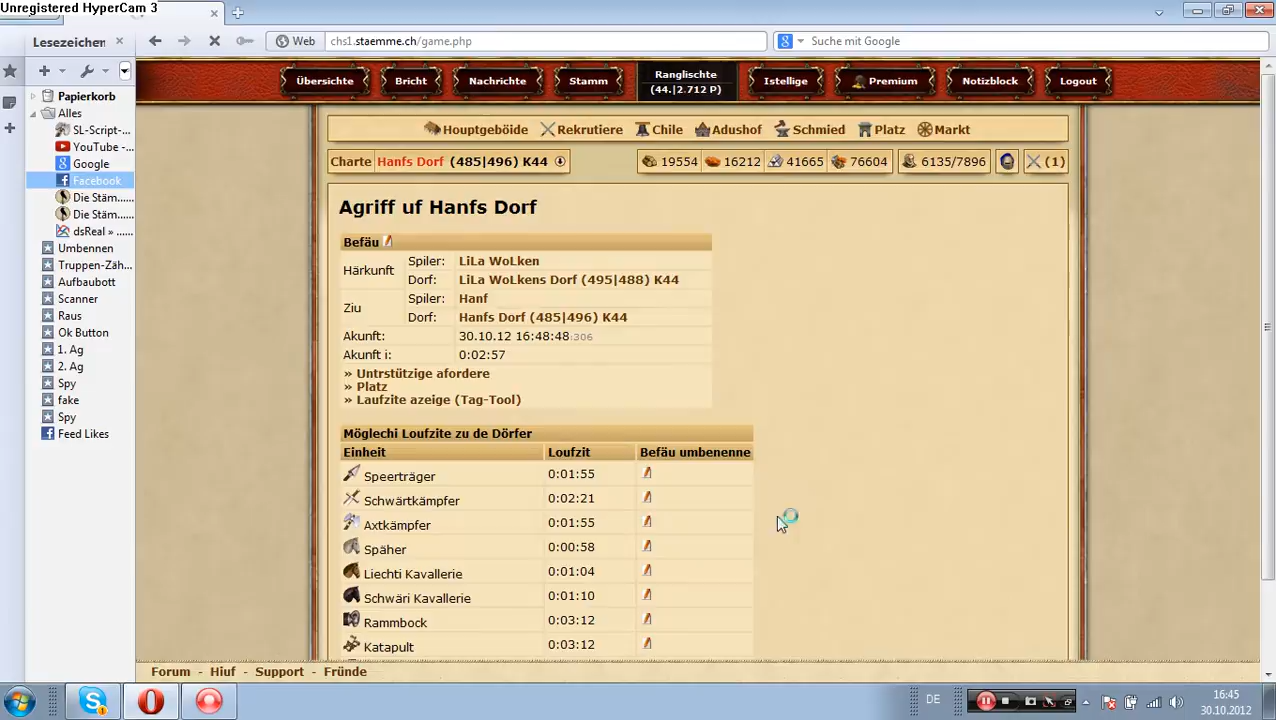 Unregistered HyperCam 3
Lesezeichen
Web chs1.staemme.ch/game.php
Suche mit Google
Übersichte Bricht Nachrichte Stamm Ranglischte Istellige Premium Notizblock Logout
(44.|2.712 P)
Papierkorb
Alles
SL-Script-...
YouTube -...
Google
Facebook
Die Stäm......
Die Stäm......
dsReal » ......
Umbennen
Truppen-Zäh...
Aufbaubott
Scanner
Raus
Ok Button
1. Ag
2. Ag
Spy
fake
Spy
Feed Likes
Hauptgeböide Rekrutiere Chile Adushof Schmied Platz Markt
Charte Hanfs Dorf (485|496) K44 19554 16212 41665 76604 6135/7896 (1)
Agriff uf Hanfs Dorf
Befäu
Härkunft Spiler: LiLa WoLken
Dorf: LiLa WoLkens Dorf (495|488) K44
Ziu Spiler: Hanf
Dorf: Hanfs Dorf (485|496) K44
Akunft: 30.10.12 16:48:48:306
Akunft i: 0:02:57
» Untrstützige afordere
» Platz
» Laufzite azeige (Tag-Tool)
Möglechi Loufzite zu de Dörfer
Einheit Loufzit Befäu umbenenne
Speerträger 0:01:55
Schwärtkämpfer 0:02:21
Axtkämpfer 0:01:55
Späher 0:00:58
Liechti Kavallerie 0:01:04
Schwäri Kavallerie 0:01:10
Rammbock 0:03:12
Katapult 0:03:12
Forum - Hiuf - Support - Fründe
DE
16:45
30.10.2012